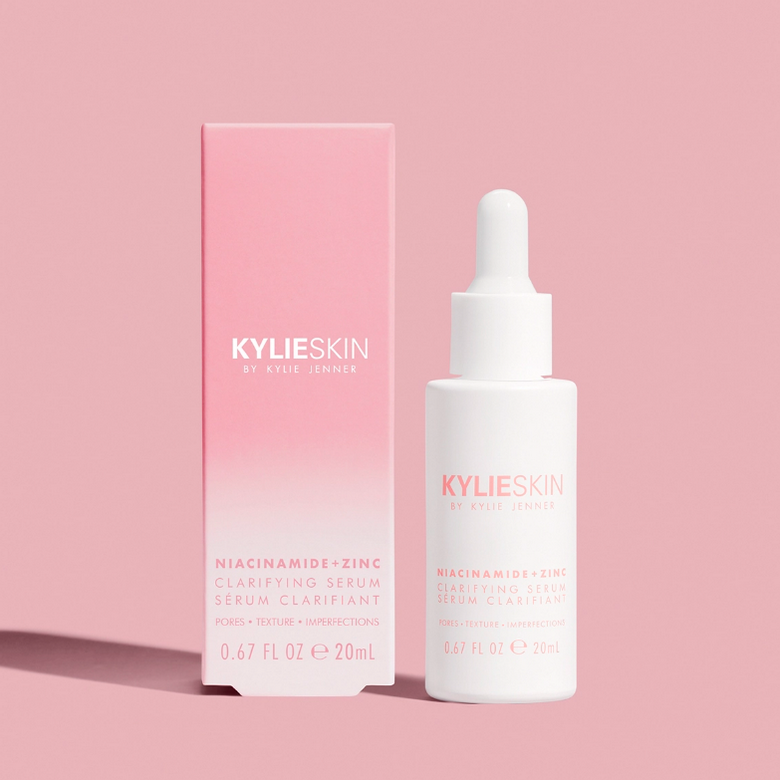 KYLIESKIN
BY KYLIE JENNER
NIACINAMIDE+ZINC
CLARIFYING SERUM
SÉRUM CLARIFIANT
PORES • TEXTURE • IMPERFECTIONS
0.67 FL OZ ℮ 20mL
KYLIESKIN
BY KYLIE JENNER
NIACINAMIDE+ZINC
CLARIFYING SERUM
SÉRUM CLARIFIANT
PORES • TEXTURE • IMPERFECTIONS
0.67 FL OZ ℮ 20mL